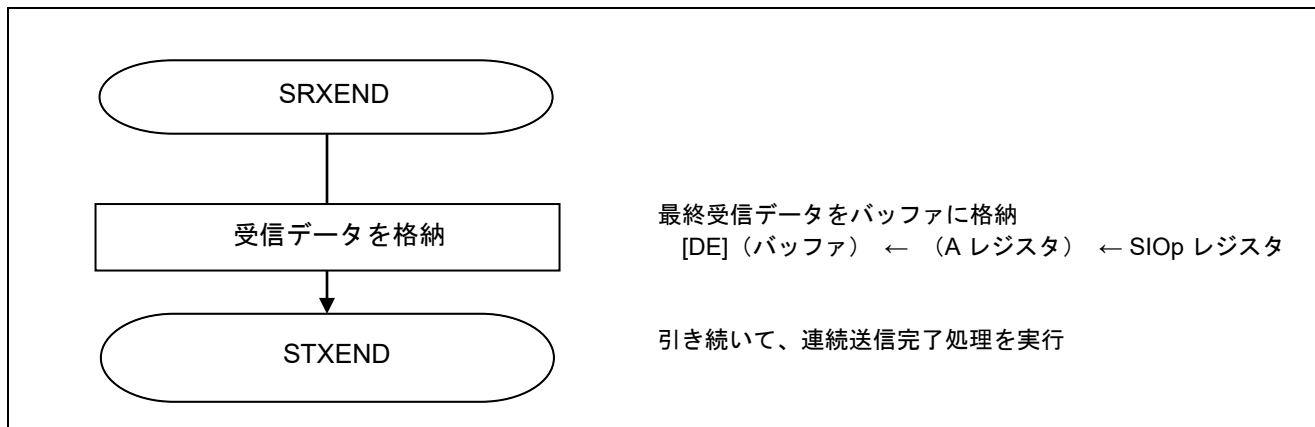 SRXEND
受信データを格納
最終受信データをバッファに格納
[DE]（バッファ） ← （A レジスタ） ← SIOp レジスタ
STXEND
引き続いて、連続送信完了処理を実行